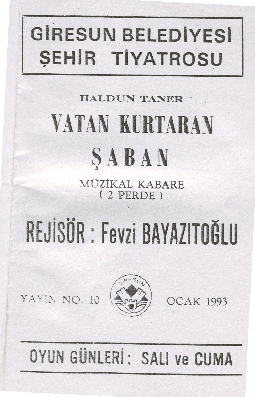 GİRESUN BELEDİYESİ
ŞEHİR TİYATROSU
HALDUN TANER
VATAN KURTARAN
ŞABAN
MÜZİKAL KABARE
( 2 PERDE )
REJİSÖR : Fevzi BAYAZITOĞLU
YAYIN NO. 10
OCAK 1993
OYUN GÜNLERİ : SALI ve CUMA